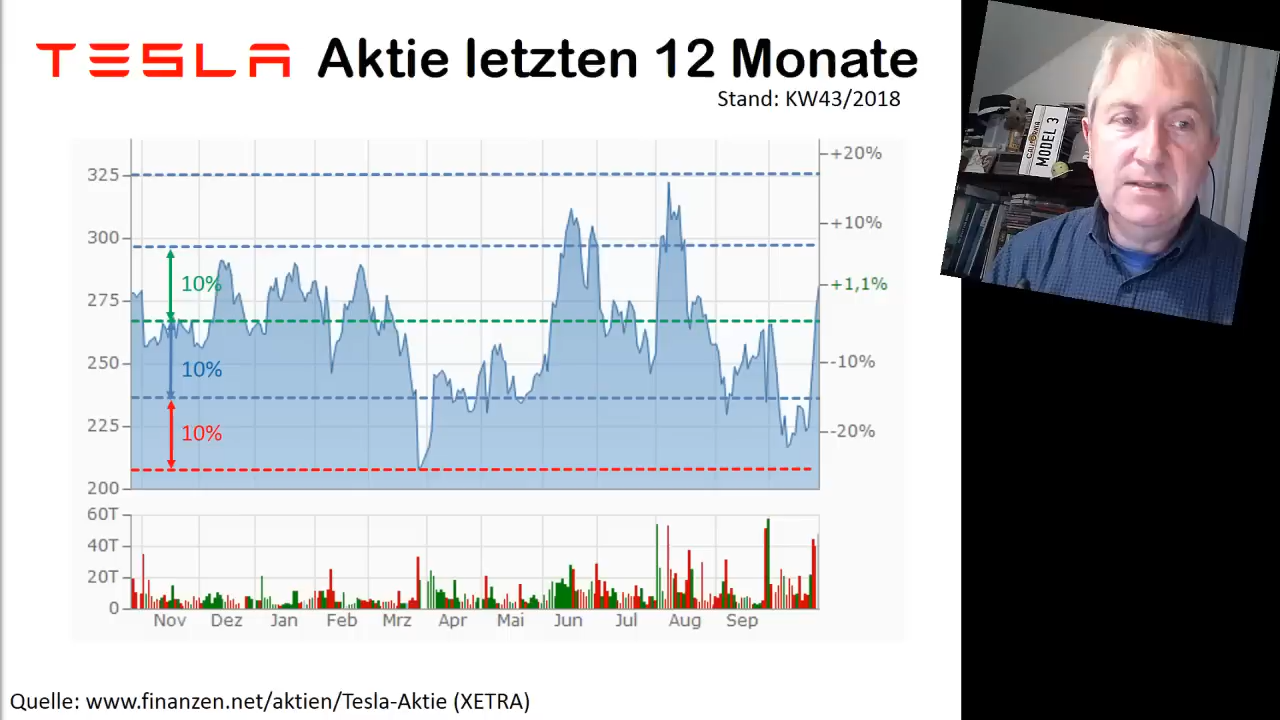 TESLA Aktie letzten 12 Monate
Stand: KW43/2018
325
300
275
250
225
200
+20%
+10%
+1,1%
-10%
-20%
10%
10%
10%
60T
40T
20T
0
Nov Dez Jan Feb Mrz Apr Mai Jun Jul Aug Sep
Quelle: www.finanzen.net/aktien/Tesla-Aktie (XETRA)
MODEL 3